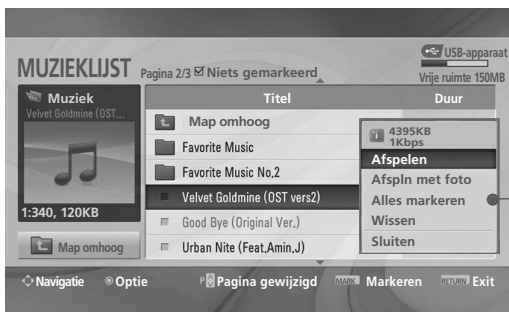 USB-apparaat
MUZIEKLIJST
Pagina 2/3
Niets gemarkeerd
Vrije ruimte 150MB
Muziek
Velvet Goldmine (OST...
1:340, 120KB
Map omhoog
Titel
Duur
Map omhoog
Favorite Music
Favorite Music No.2
Velvet Goldmine (OST vers2)
Good Bye (Original Ver,)
Urban Nite (Feat,Amin,J)
4395KB
1Kbps
Afspelen
Afspln met foto
Alles markeren
Wissen
Sluiten
Navigatie
Optie
P Pagina gewijzigd
MARK Markeren
RETURN Exit